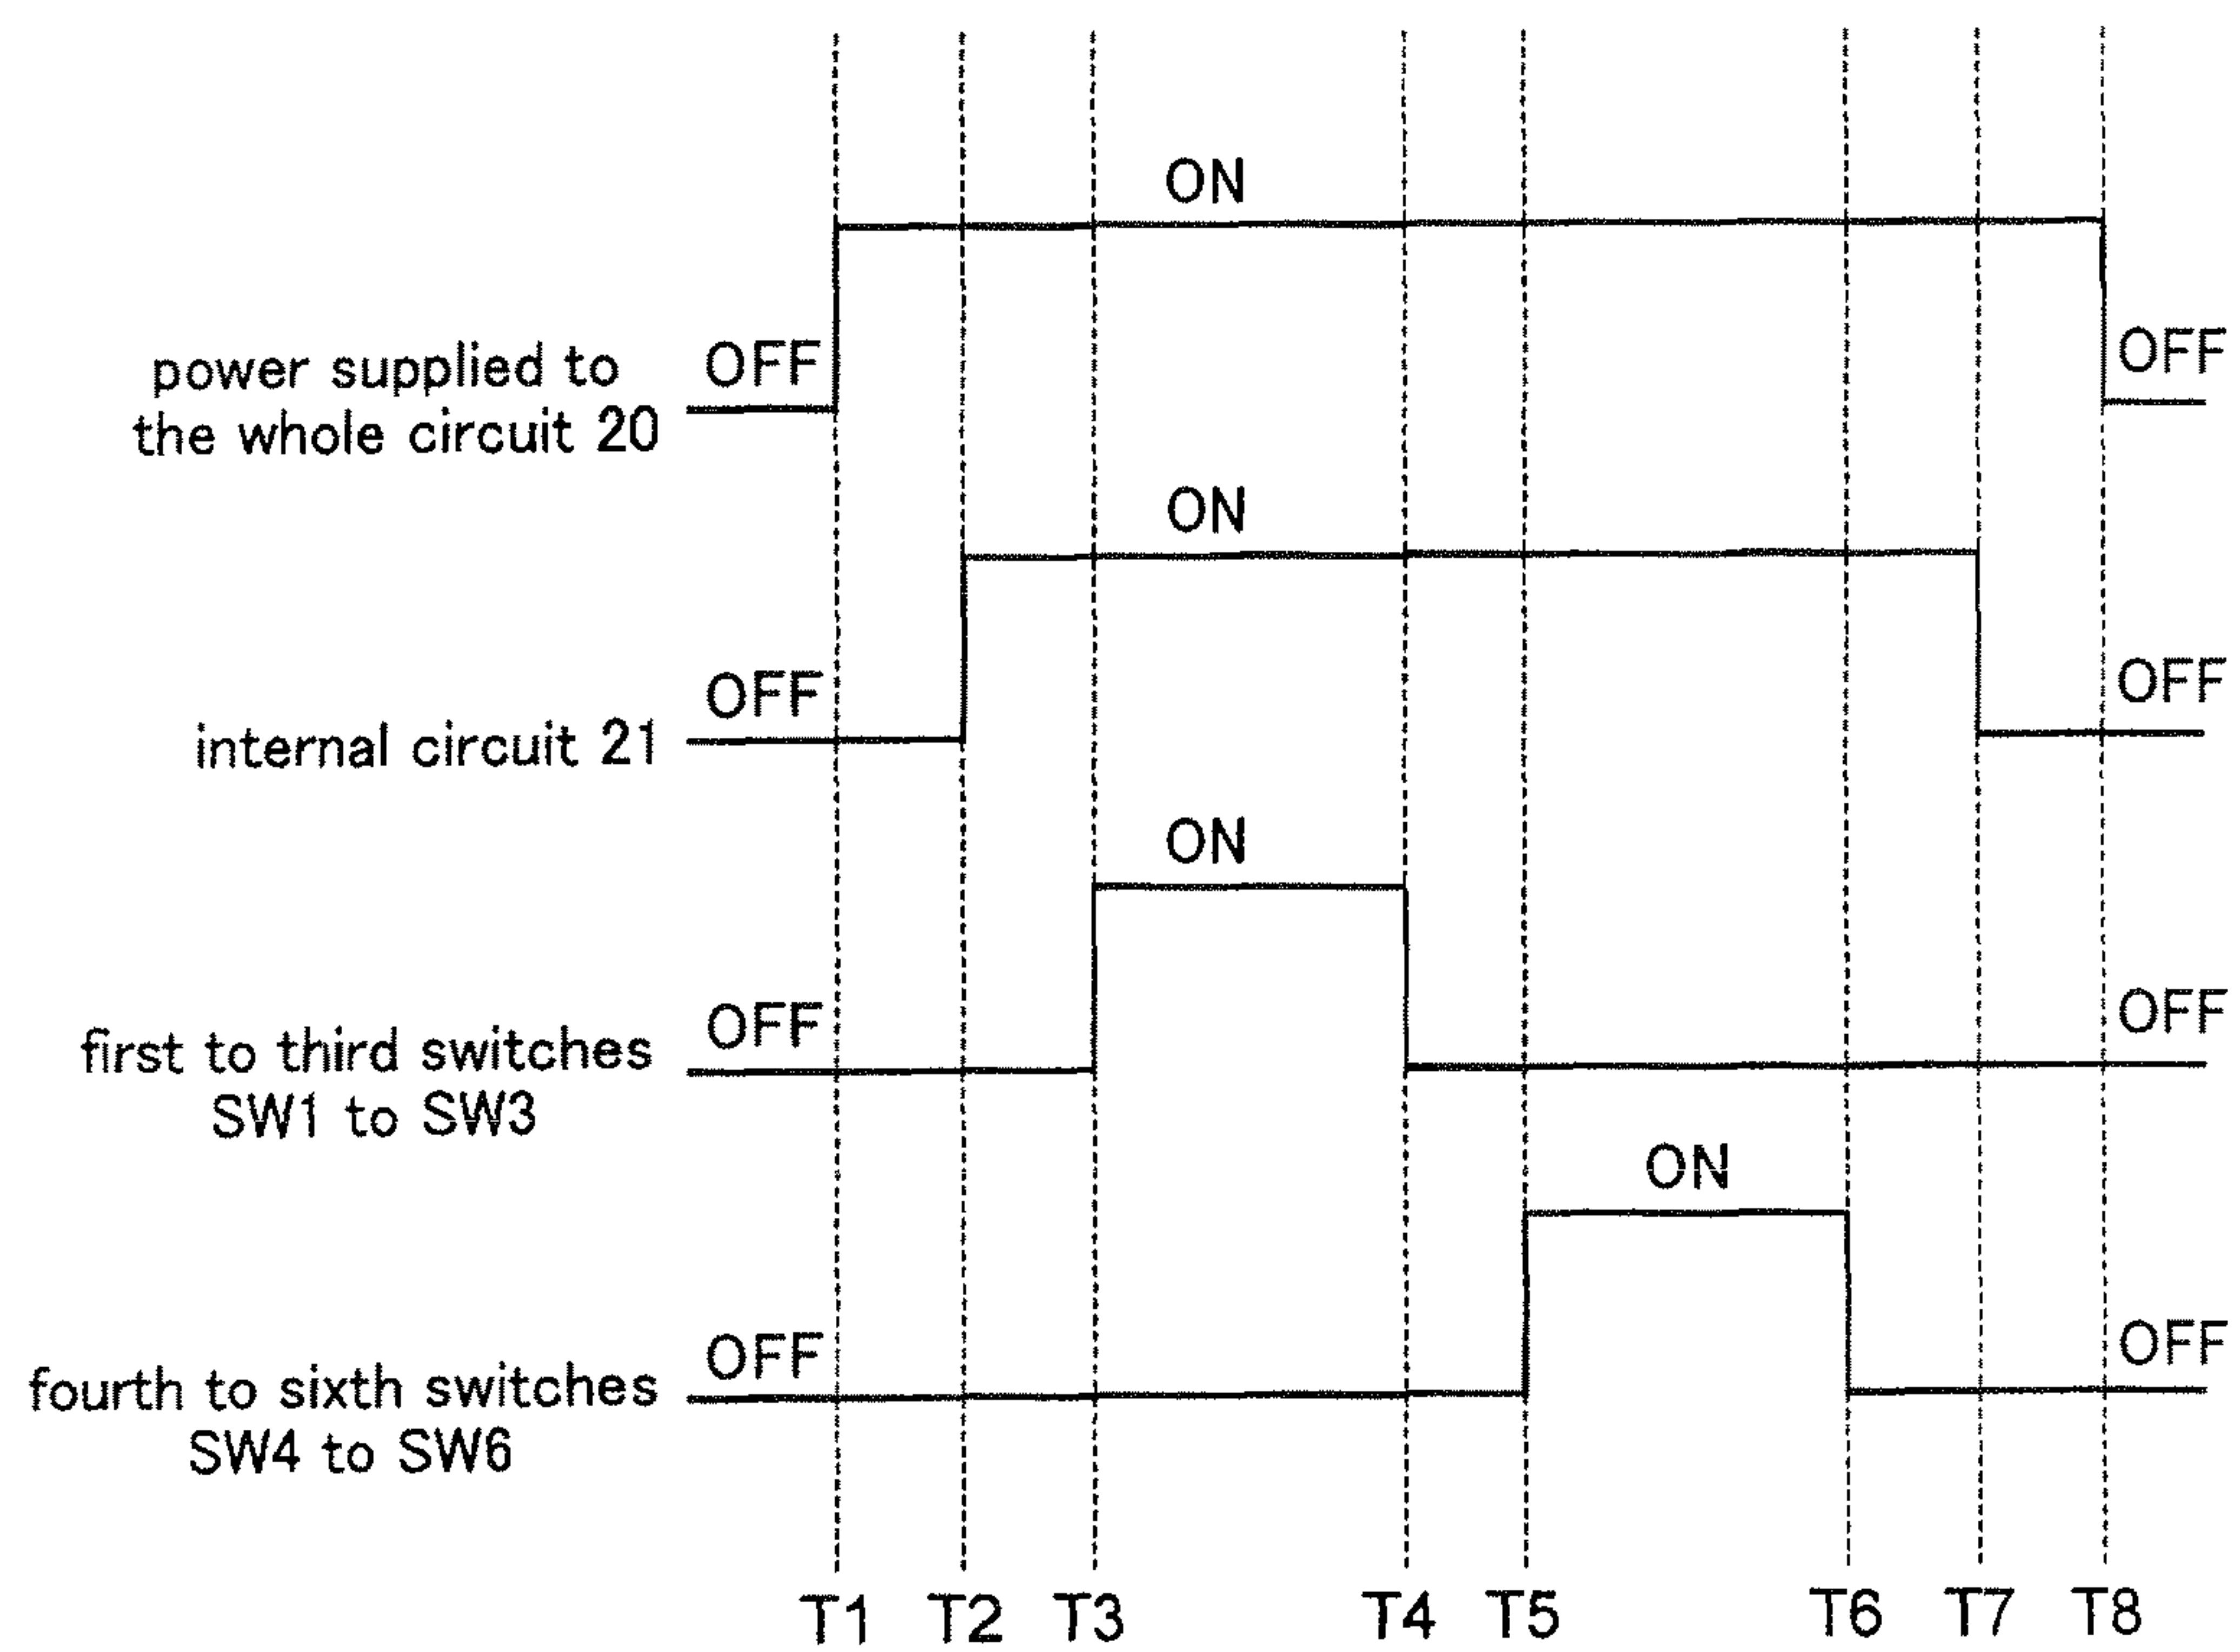 ON
OFF
OFF
power supplied to
the whole circuit 20
ON
OFF
OFF
internal circuit 21
ON
OFF
OFF
first to third switches
SW1 to SW3
ON
OFF
OFF
fourth to sixth switches
SW4 to SW6
T1 T2 T3 T4 T5 T6 T7 T8